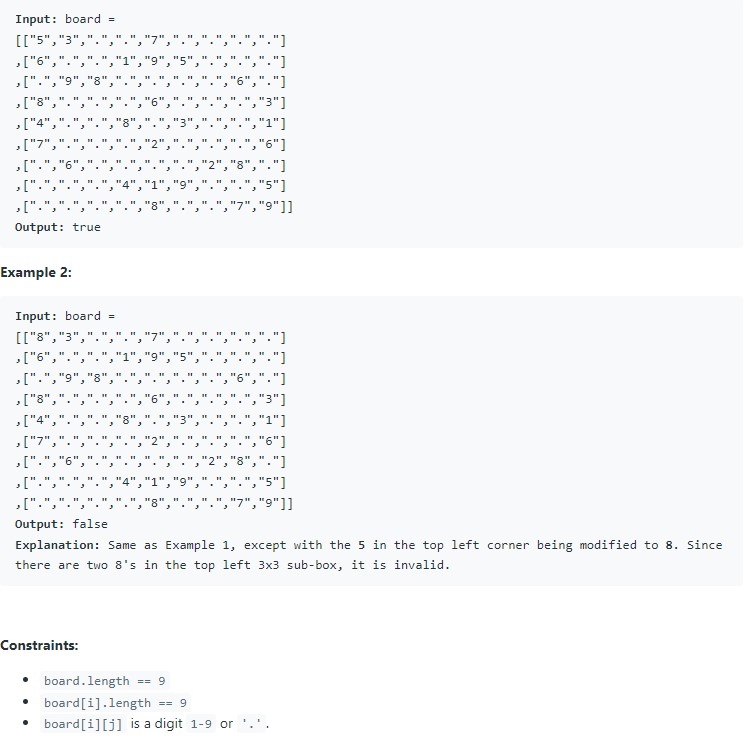 Input: board =
[["5","3",".",".","7",".",".",".","."]
,["6",".",".","1","9","5",".",".","."]
,[".","9","8",".",".",".",".","6","."]
,["8",".",".",".","6",".",".",".","3"]
,["4",".",".","8",".","3",".",".","1"]
,["7",".",".",".","2",".",".",".","6"]
,[".","6",".",".",".",".","2","8","."]
,[".",".",".","4","1","9",".",".","5"]
,[".",".",".",".","8",".",".","7","9"]]
Output: true
Example 2:
Input: board =
[["8","3",".",".","7",".",".",".","."]
,["6",".",".","1","9","5",".",".","."]
,[".","9","8",".",".",".",".","6","."]
,["8",".",".",".","6",".",".",".","3"]
,["4",".",".","8",".","3",".",".","1"]
,["7",".",".",".","2",".",".",".","6"]
,[".","6",".",".",".",".","2","8","."]
,[".",".",".","4","1","9",".",".","5"]
,[".",".",".",".","8",".",".","7","9"]]
Output: false
Explanation: Same as Example 1, except with the 5 in the top left corner being modified to 8. Since
there are two 8's in the top left 3x3 sub-box, it is invalid.
Constraints:
• board.length == 9
• board[i].length == 9
• board[i][j] is a digit 1-9 or '.'.